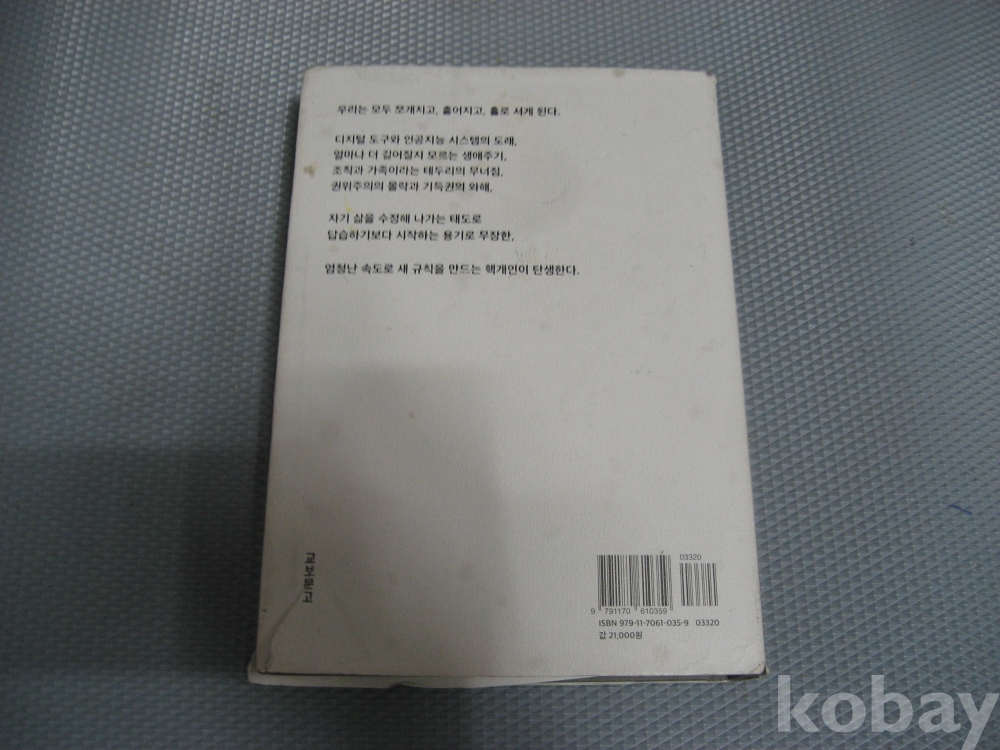 우리는 모두 쪼개지고, 흩어지고, 홀로 서게 된다.
디지털 도구와 인공지능 시스템의 도래,
얼마나 더 길어질지 모르는 생애주기,
조직과 가족이라는 테두리의 무너짐,
권위주의의 몰락과 기득권의 와해,
자기 삶을 수정해 나가는 태도로
답습하기보다 시작하는 용기로 무장한,
엄청난 속도로 새 규칙을 만드는 핵개인이 탄생한다.
교보문고
03320
9 791170 610359
ISBN 979-11-7061-035-9 03320
값 21,000원
kobay